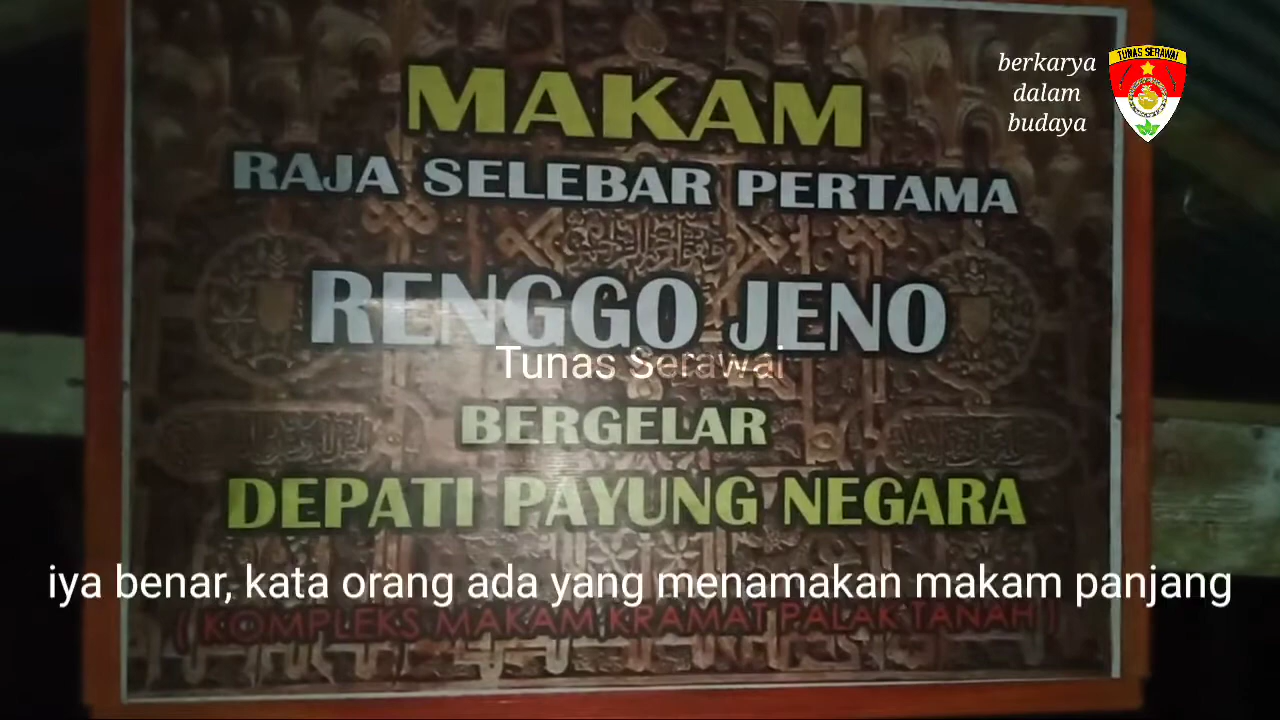 berkarya
dalam
budaya
TUNAS SERAWAI
MAKAM
RAJA SELEBAR PERTAMA
RENGGO JENO
Tunas Serawai
BERGELAR
DEPATI PAYUNG NEGARA
iya benar, kata orang ada yang menamakan makam panjang
( KOMPLEKS MAKAM KRAMAT PALAK TANAH )